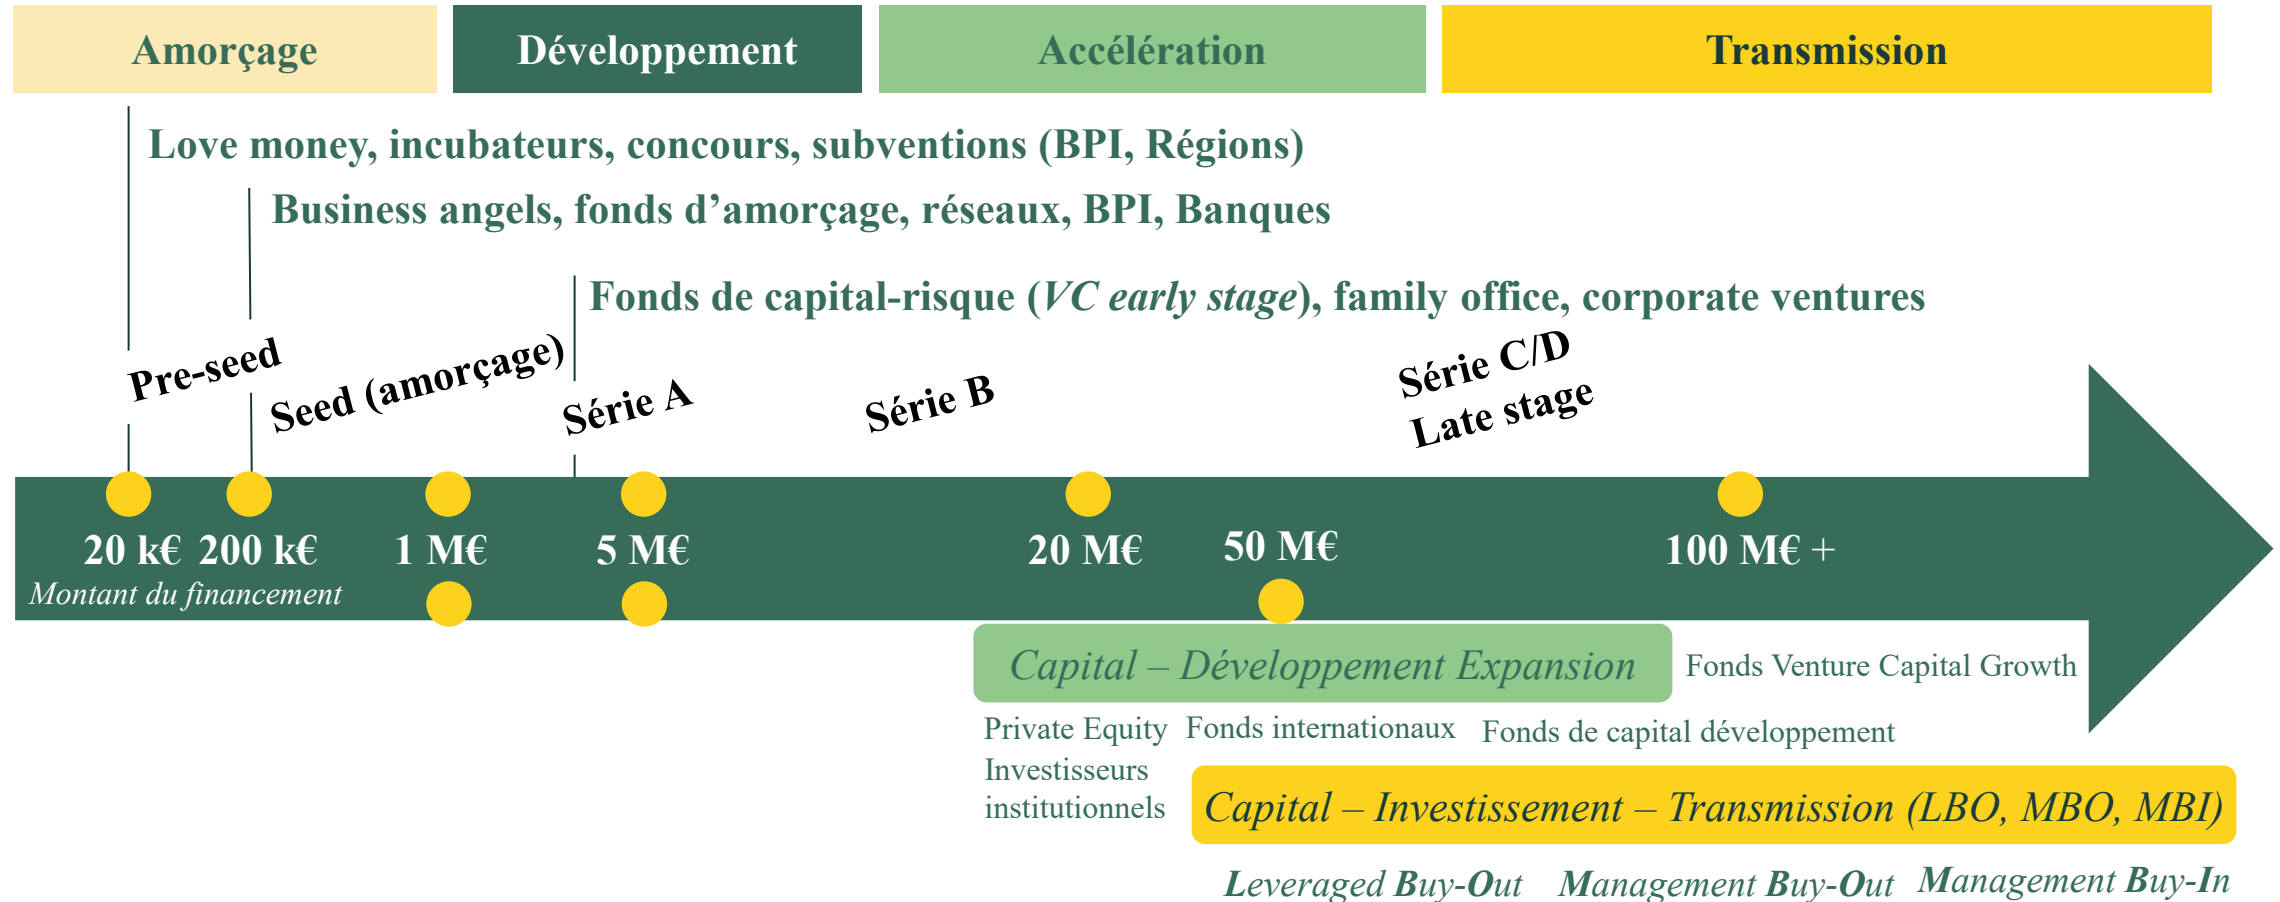 Amorçage
Développement
Accélération
Transmission
Love money, incubateurs, concours, subventions (BPI, Régions)
Business angels, fonds d’amorçage, réseaux, BPI, Banques
Fonds de capital-risque (VC early stage), family office, corporate ventures
Pre-seed
Seed (amorçage)
Série A
Série B
Série C/D
Late stage
20 k€
200 k€
1 M€
5 M€
20 M€
50 M€
100 M€ +
Montant du financement
Capital – Développement Expansion
Fonds Venture Capital Growth
Private Equity
Fonds internationaux
Fonds de capital développement
Investisseurs
institutionnels
Capital – Investissement – Transmission (LBO, MBO, MBI)
Leveraged Buy-Out
Management Buy-Out
Management Buy-In